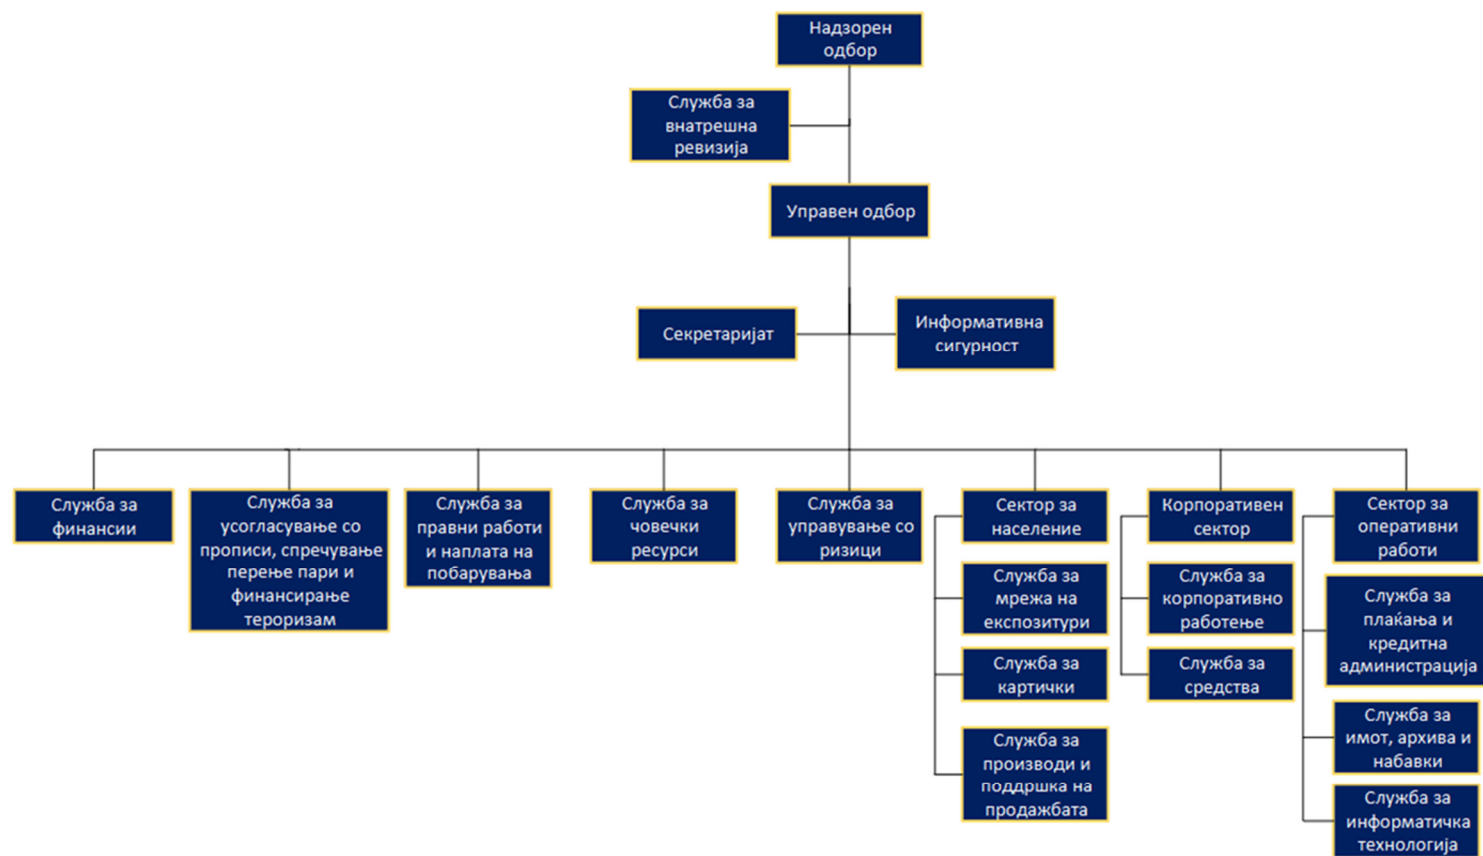 Надзорен
одбор
Служба за
внатрешна
ревизија
Управен одбор
Секретаријат
Информативна
сигурност
Служба за
финансии
Служба за
усогласување со
прописи, спречување
перење пари и
финансирање
тероризам
Служба за
правни работи
и наплата на
побарувања
Служба за
човечки
ресурси
Служба за
управување со
ризици
Сектор за
население
Служба за
мрежа на
експозитури
Служба за
картички
Служба за
производи и
поддршка на
продажбата
Корпоративен
сектор
Служба за
корпоративно
работење
Служба за
средства
Сектор за
оперативни
работи
Служба за
плаќања и
кредитна
администрација
Служба за
имот, архива и
набавки
Служба за
информатичка
технологија